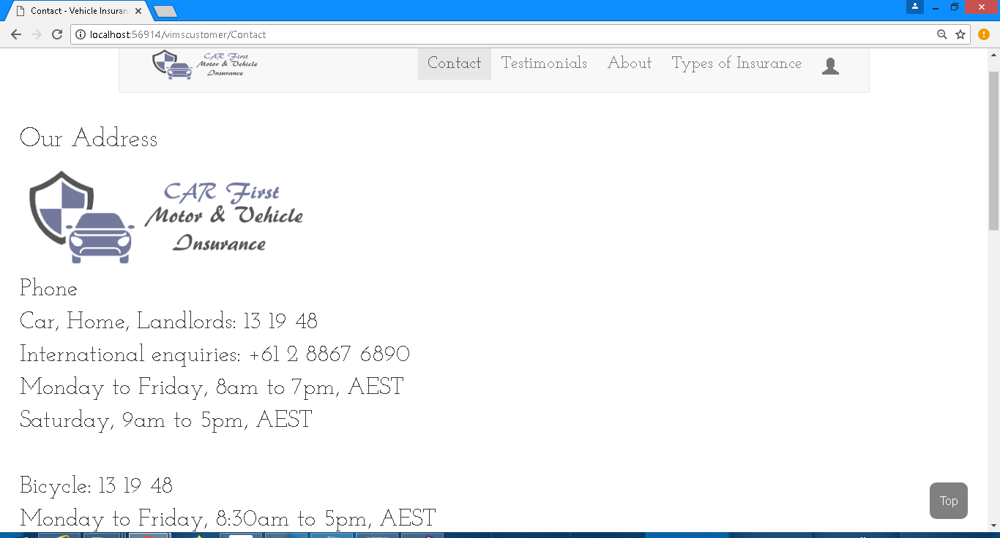 Contact - Vehicle Insuran
localhost:56914/vimscustomer/Contact
CAR First
Motor & Vehicle
Insurance
Contact Testimonials About Types of Insurance
Our Address
CAR First
Motor & Vehicle
Insurance
Phone
Car, Home, Landlords: 13 19 48
International enquiries: +61 2 8867 6890
Monday to Friday, 8am to 7pm, AEST
Saturday, 9am to 5pm, AEST
Bicycle: 13 19 48
Monday to Friday, 8:30am to 5pm, AEST
Top